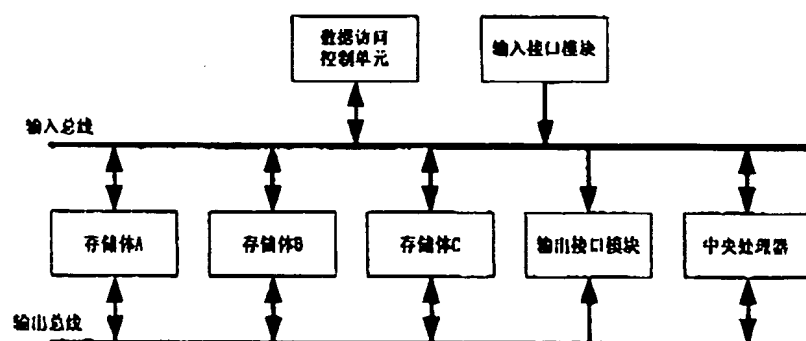 数据访问
控制单元
输入接口模块
输入总线
存储体A
存储体B
存储体C
输出接口模块
中央处理器
输出总线